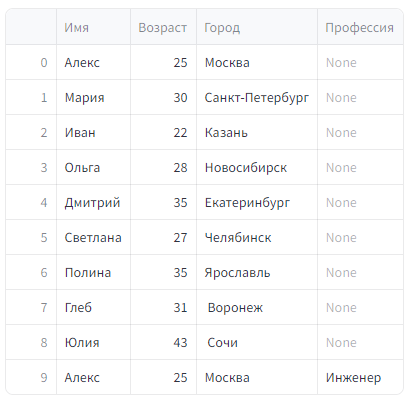 Имя Возраст Город Профессия
0 Алекс 25 Москва None
1 Мария 30 Санкт-Петербург None
2 Иван 22 Казань None
3 Ольга 28 Новосибирск None
4 Дмитрий 35 Екатеринбург None
5 Светлана 27 Челябинск None
6 Полина 35 Ярославль None
7 Глеб 31 Воронеж None
8 Юлия 43 Сочи None
9 Алекс 25 Москва Инженер